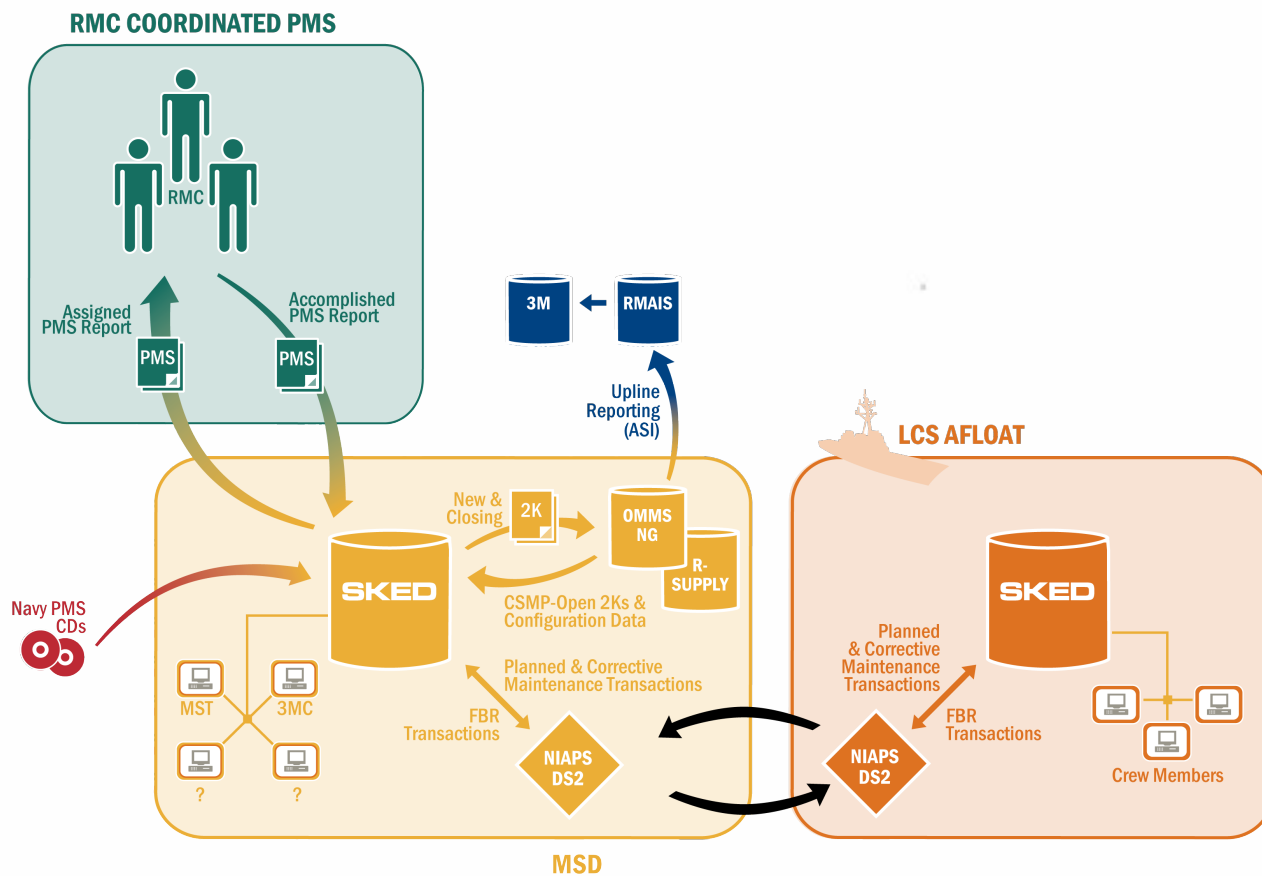 RMC COORDINATED PMS
RMC
Assigned
PMS Report
Accomplished
PMS Report
PMS
PMS
3M
RMAIS
Upline
Reporting
(ASI)
LCS AFLOAT
New &
Closing
2K
OMMS
NG
R-
SUPPLY
SKED
CSMP-Open 2Ks &
Configuration Data
Navy PMS
CDs
MST
3MC
?
?
Planned & Corrective
Maintenance Transactions
FBR
Transactions
NIAPS
DS2
SKED
Planned
& Corrective
Maintenance
Transactions
FBR
Transactions
NIAPS
DS2
Crew Members
MSD